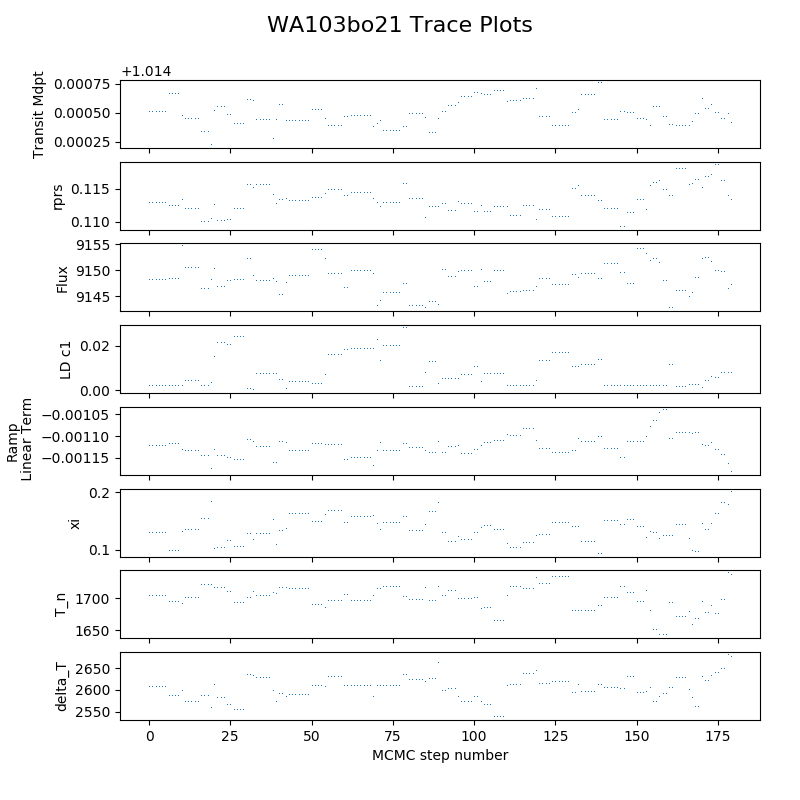 WA103bo21 Trace Plots
+1.014
Transit Mdpt
0.00075
0.00050
0.00025
rprs
0.115
0.110
Flux
9155
9150
9145
LD c1
0.02
0.00
Ramp
Linear Term
−0.00105
−0.00110
−0.00115
xi
0.2
0.1
T_n
1700
1650
delta_T
2650
2600
2550
0 25 50 75 100 125 150 175
MCMC step number